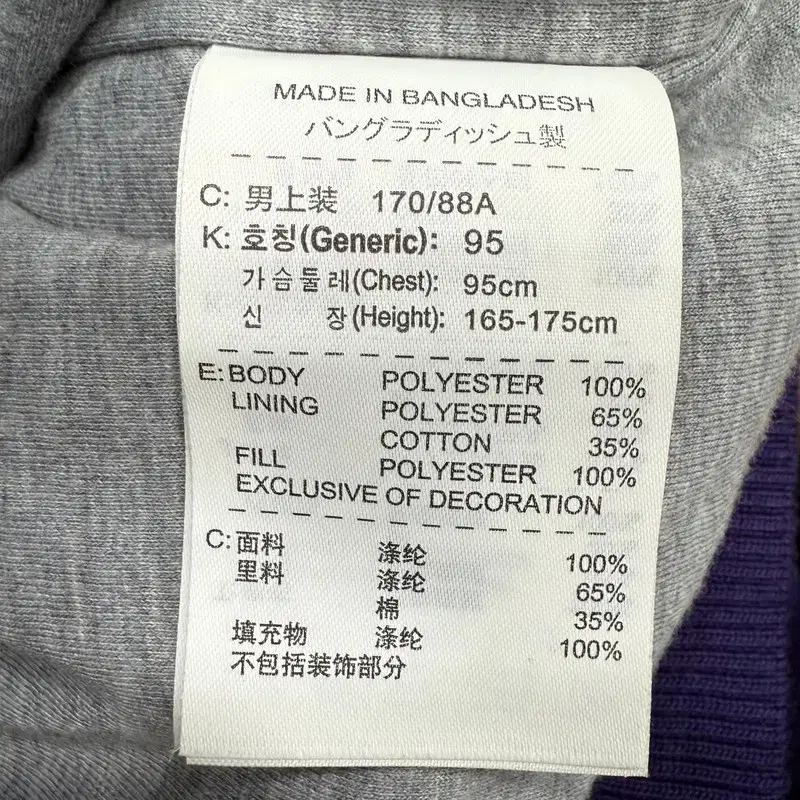 MADE IN BANGLADESH
バングラディッシュ製
C: 男上装 170/88A
K: 호칭(Generic): 95
가슴둘레(Chest): 95cm
신 장(Height): 165-175cm
E: BODY POLYESTER 100%
LINING POLYESTER 65%
COTTON 35%
FILL POLYESTER 100%
EXCLUSIVE OF DECORATION
C: 面料 涤纶 100%
里料 涤纶 65%
棉 35%
填充物 涤纶 100%
不包括装饰部分